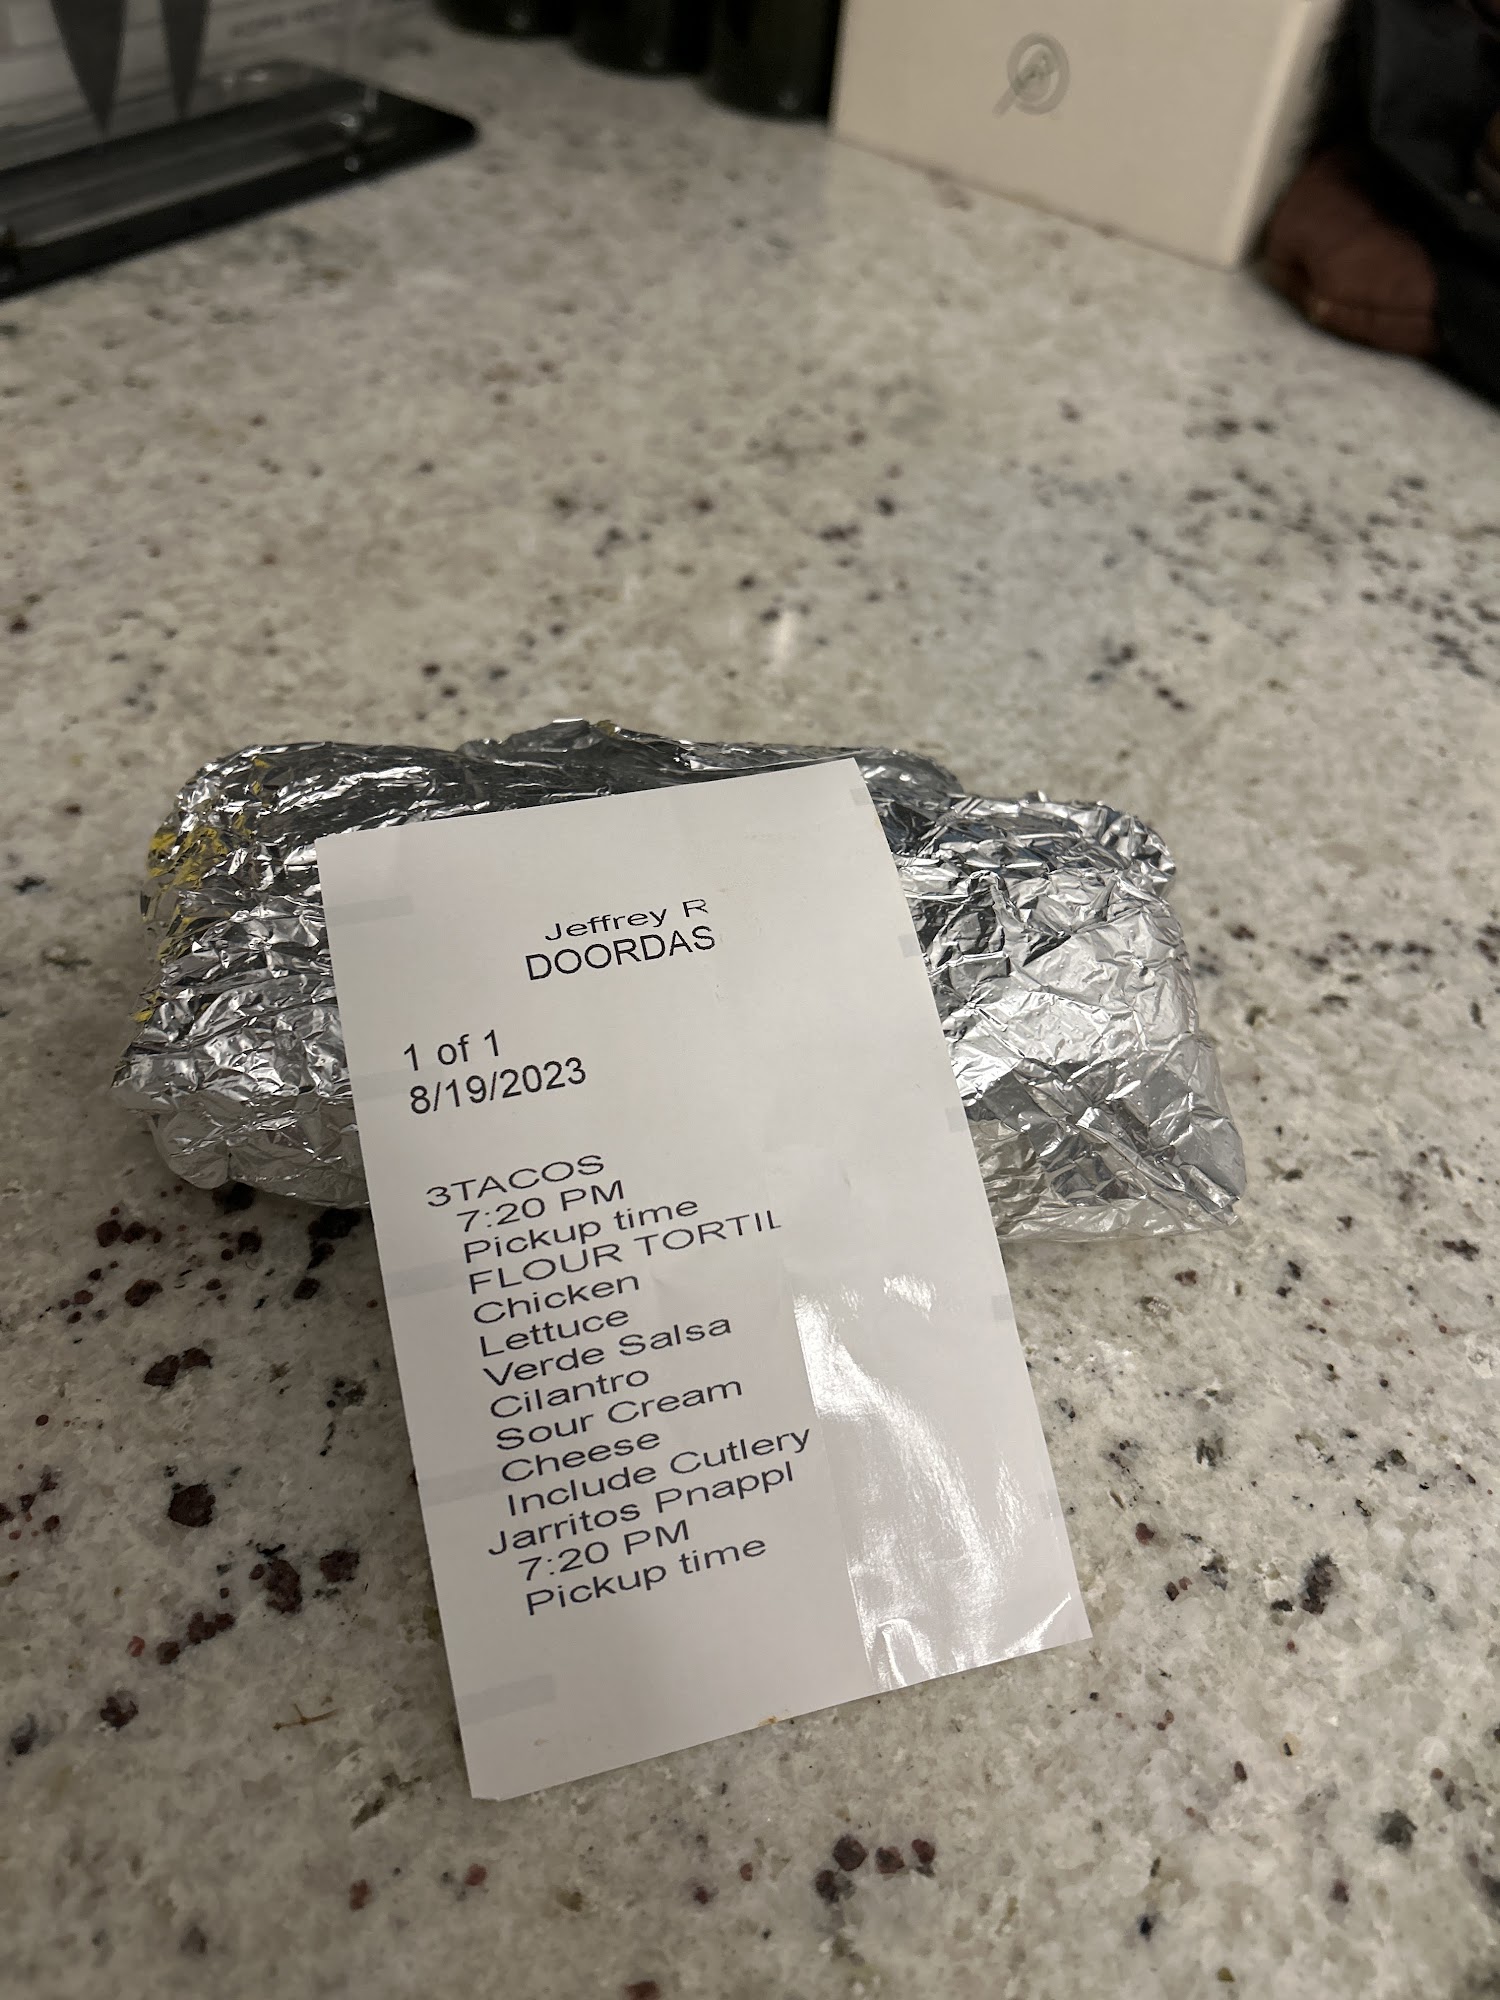 Jeffrey R
DOORDAS
1 of 1
8/19/2023
3TACOS
7:20 PM
Pickup time
FLOUR TORTIL
Chicken
Lettuce
Verde Salsa
Cilantro
Sour Cream
Cheese
Include Cutlery
Jarritos Pnappl
7:20 PM
Pickup time